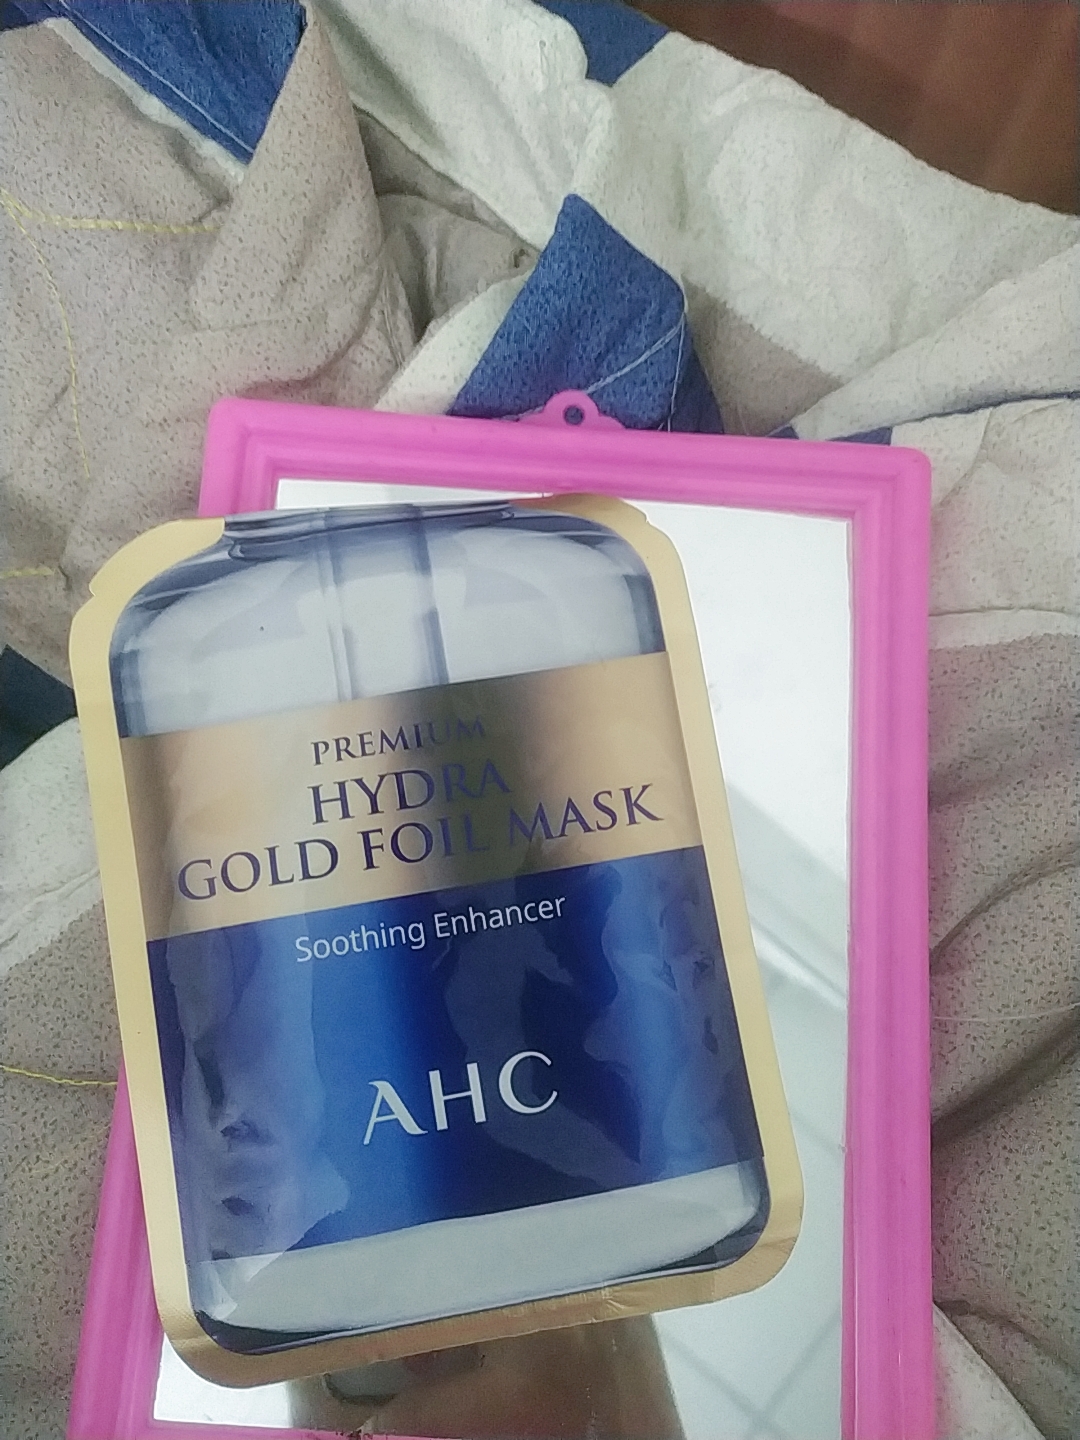 PREMIUM
HYDRA
GOLD FOIL MASK
Soothing Enhancer
AHC